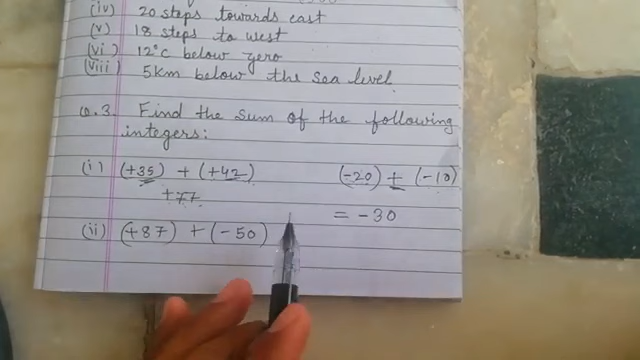 (iv) 20 steps towards east
(v) 18 steps to west
(vi) 12°C below zero
(viii) 5km below the sea level
Q.3. Find the sum of the following
integers:
(i) (+35) + (+42)
+77
(-20) + (-10)
= -30
(ii) (+87) + (-50)